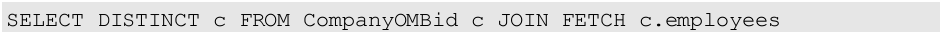 SELECT DISTINCT c FROM CompanyOMBid c JOIN FETCH c.employees